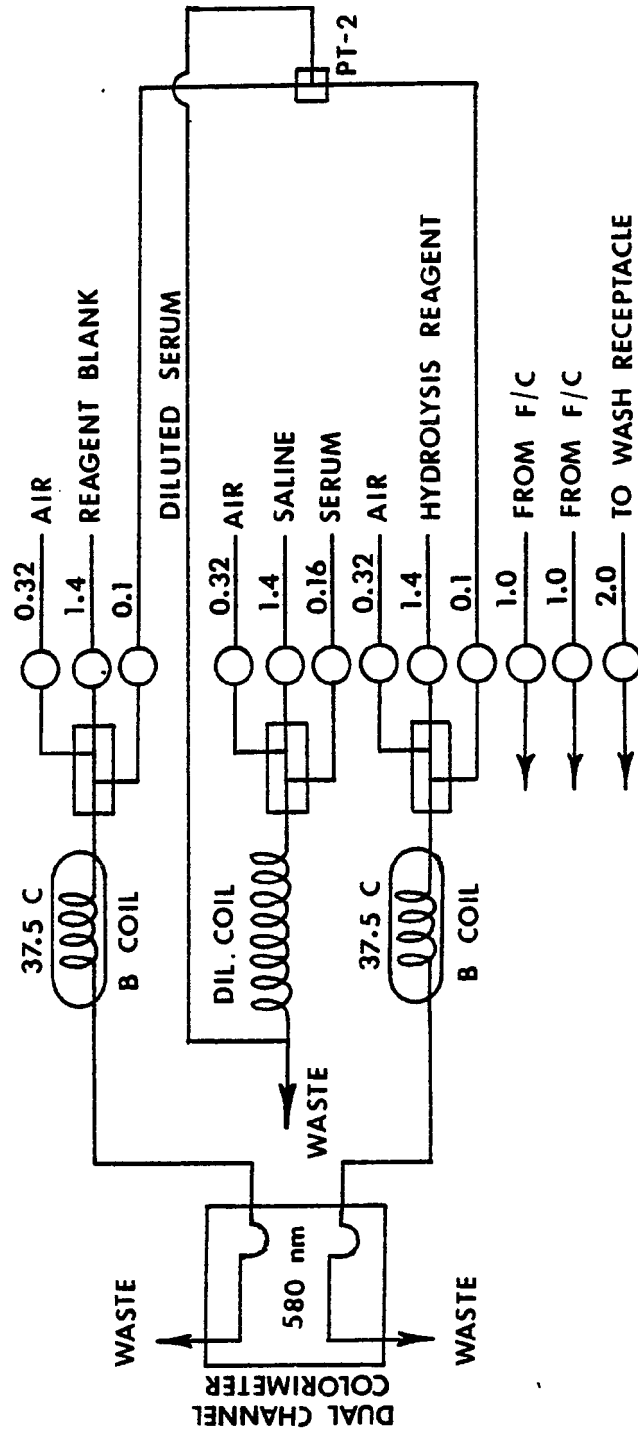 0.32 AIR
1.4 REAGENT BLANK
0.1
37.5 C
B COIL
DILUTED SERUM
PT-2
0.32 AIR
1.4 SALINE
0.16 SERUM
DIL. COIL
WASTE
0.32 AIR
1.4 HYDROLYSIS REAGENT
0.1
37.5 C
B COIL
1.0 FROM F/C
1.0 FROM F/C
2.0 TO WASH RECEPTACLE
WASTE
580 nm
WASTE
DUAL CHANNEL
COLORIMETER